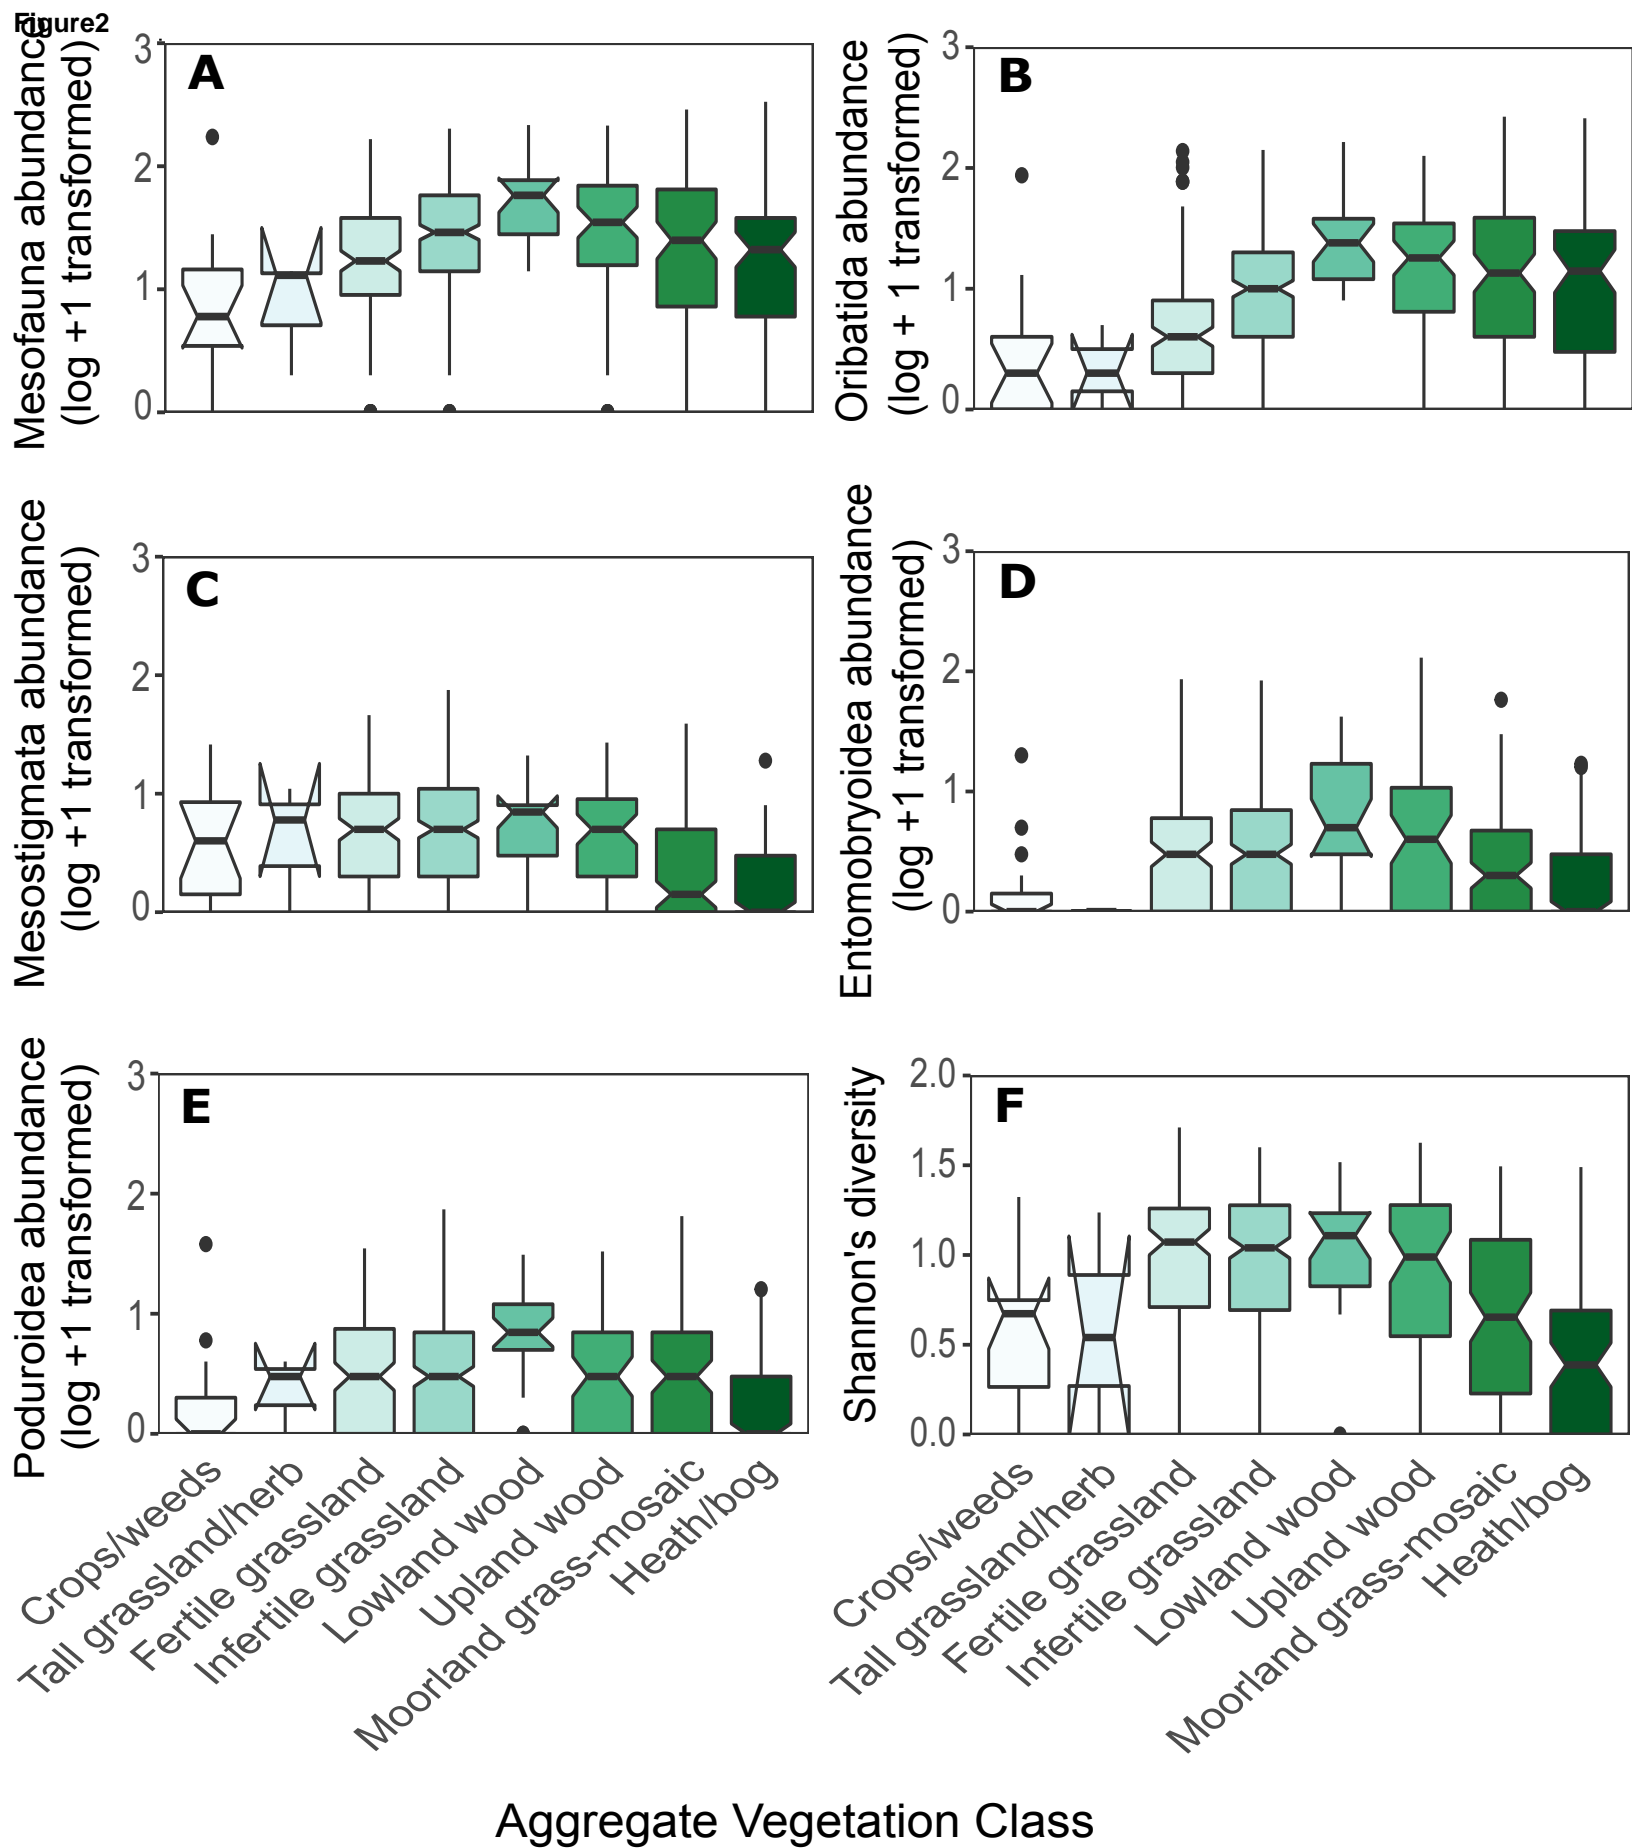 Figure2
Mesofauna abundance
(log +1 transformed)
3
2
1
0
A
Oribatida abundance
(log + 1 transformed)
3
2
1
0
B
Mesostigmata abundance
(log +1 transformed)
3
2
1
0
C
Entomobryoidea abundance
(log +1 transformed)
3
2
1
0
D
Poduroidea abundance
(log +1 transformed)
3
2
1
0
E
Shannon's diversity
2.0
1.5
1.0
0.5
0.0
F
Crops/weeds
Tall grassland/herb
Fertile grassland
Infertile grassland
Lowland wood
Upland wood
Moorland grass-mosaic
Heath/bog
Crops/weeds
Tall grassland/herb
Fertile grassland
Infertile grassland
Lowland wood
Upland wood
Moorland grass-mosaic
Heath/bog
Aggregate Vegetation Class